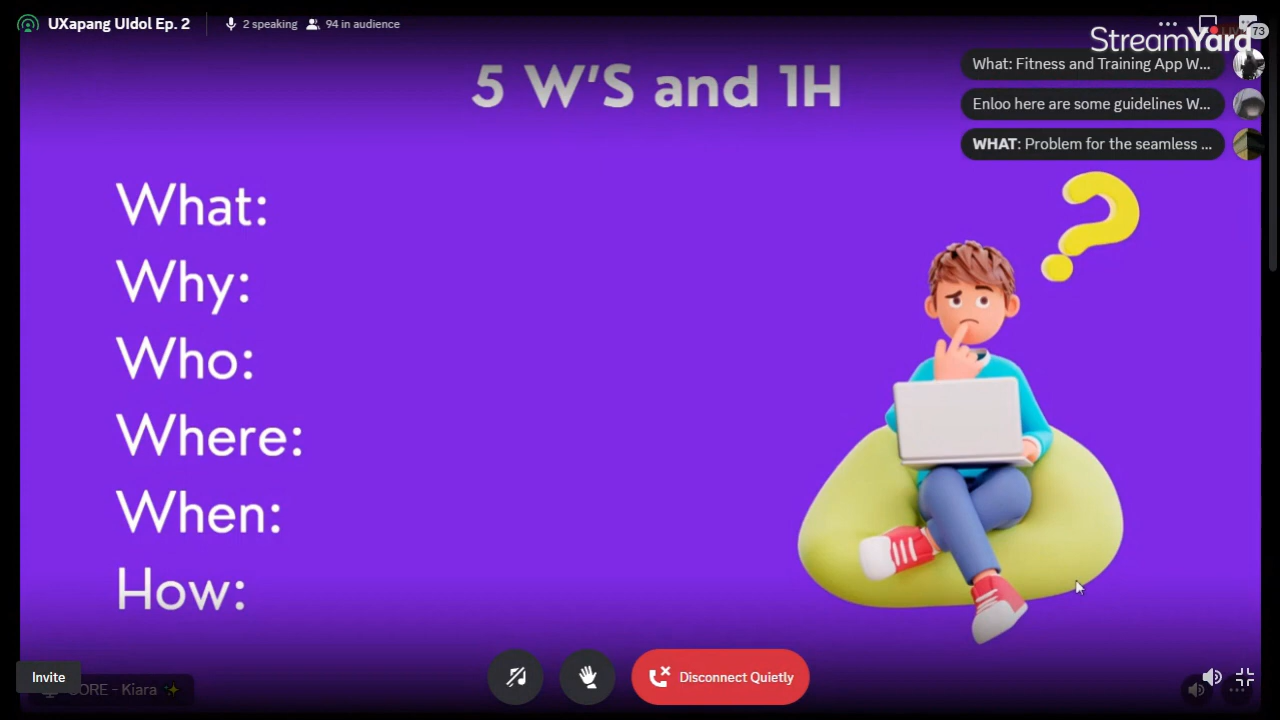 UXapang UIdol Ep. 2
2 speaking
94 in audience
StreamYard
73
5 W'S and 1H
What: Fitness and Training App W...
Enloo here are some guidelines W...
WHAT: Problem for the seamless ...
What:
Why:
Who:
Where:
When:
How:
Invite
CORE - Kiara
Disconnect Quietly